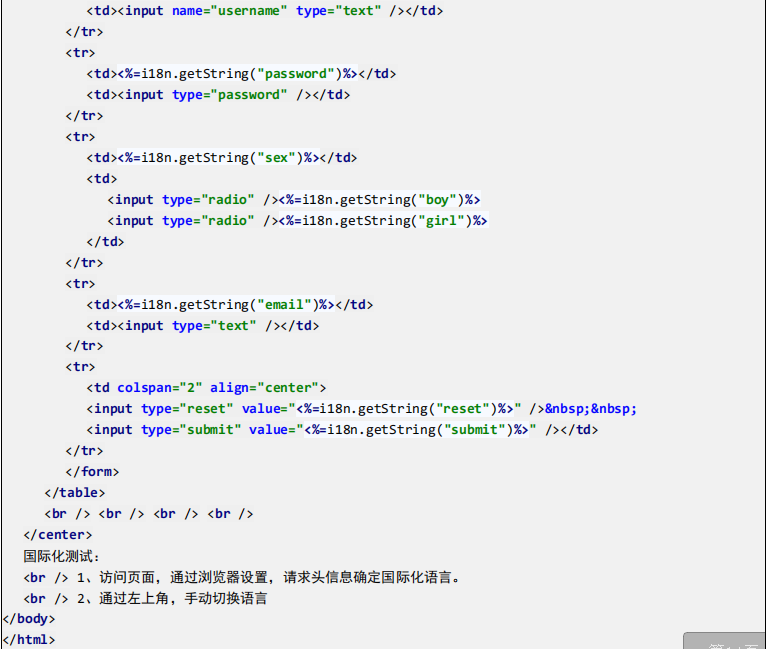 <td><input name="username" type="text" /></td>
</tr>
<tr>
<td><%=i18n.getString("password")%></td>
<td><input type="password" /></td>
</tr>
<tr>
<td><%=i18n.getString("sex")%></td>
<td>
<input type="radio" /><%=i18n.getString("boy")%>
<input type="radio" /><%=i18n.getString("girl")%>
</td>
</tr>
<tr>
<td><%=i18n.getString("email")%></td>
<td><input type="text" /></td>
</tr>
<tr>
<td colspan="2" align="center">
<input type="reset" value="<%=i18n.getString("reset")%>" />&nbsp;&nbsp;
<input type="submit" value="<%=i18n.getString("submit")%>" /></td>
</tr>
</form>
</table>
<br /> <br /> <br /> <br />
</center>
国际化测试：
<br /> 1、访问页面，通过浏览器设置，请求头信息确定国际化语言。
<br /> 2、通过左上角，手动切换语言
</body>
</html>